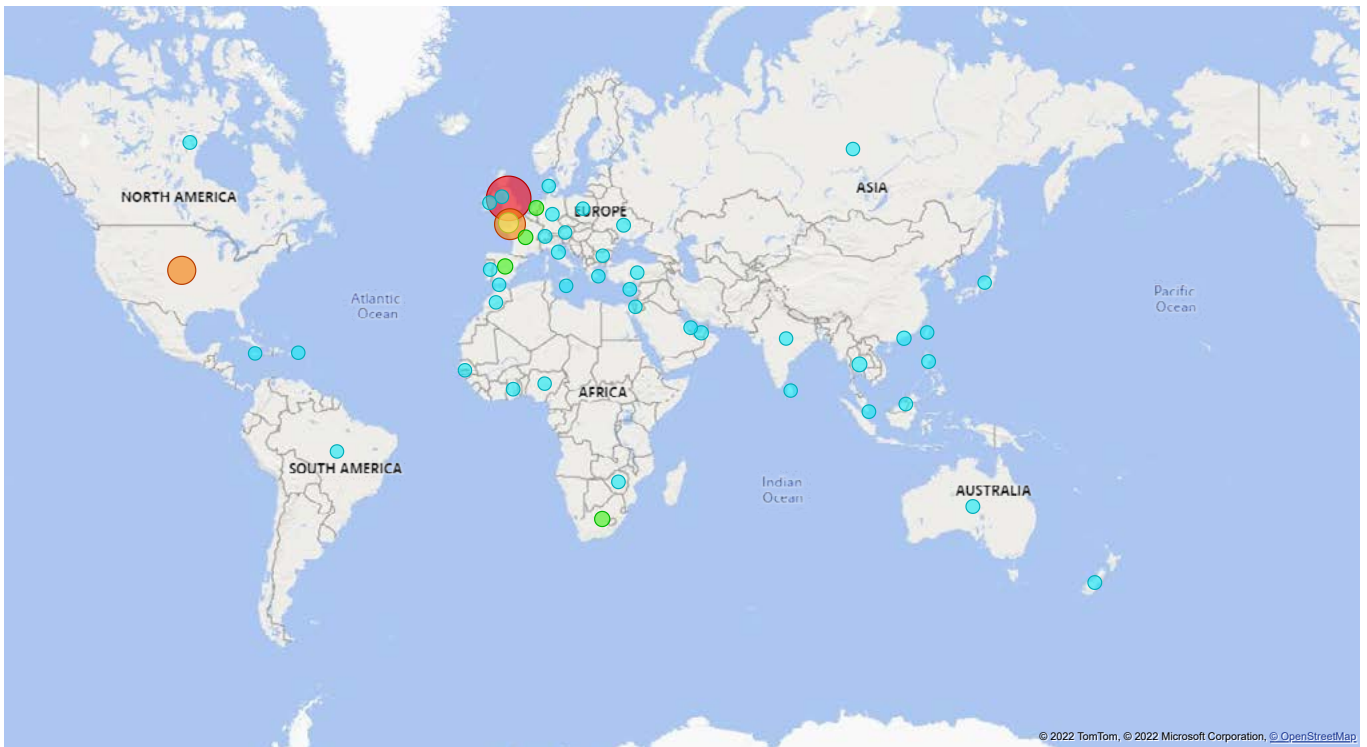 NORTH AMERICA
EUROPE
ASIA
Atlantic
Ocean
Pacific
Ocean
AFRICA
SOUTH AMERICA
Indian
Ocean
AUSTRALIA
© 2022 TomTom, © 2022 Microsoft Corporation, © OpenStreetMap